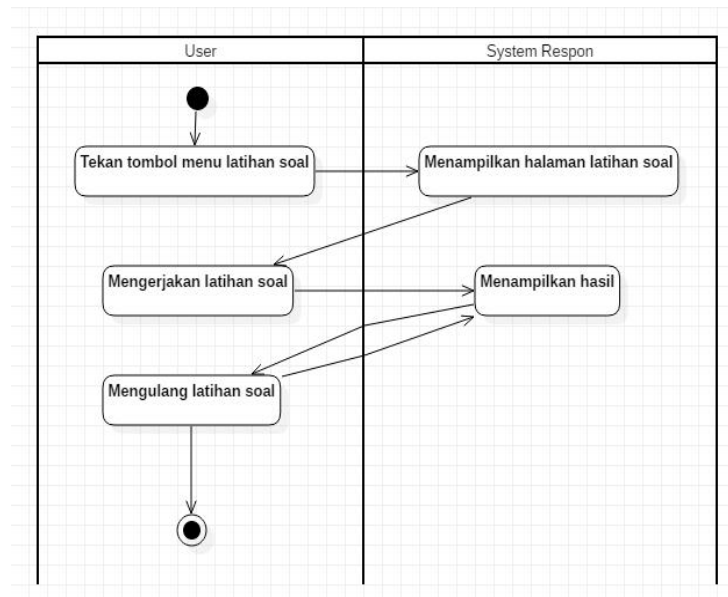 User
System Respon
Tekan tombol menu latihan soal
Menampilkan halaman latihan soal
Mengerjakan latihan soal
Menampilkan hasil
Mengulang latihan soal